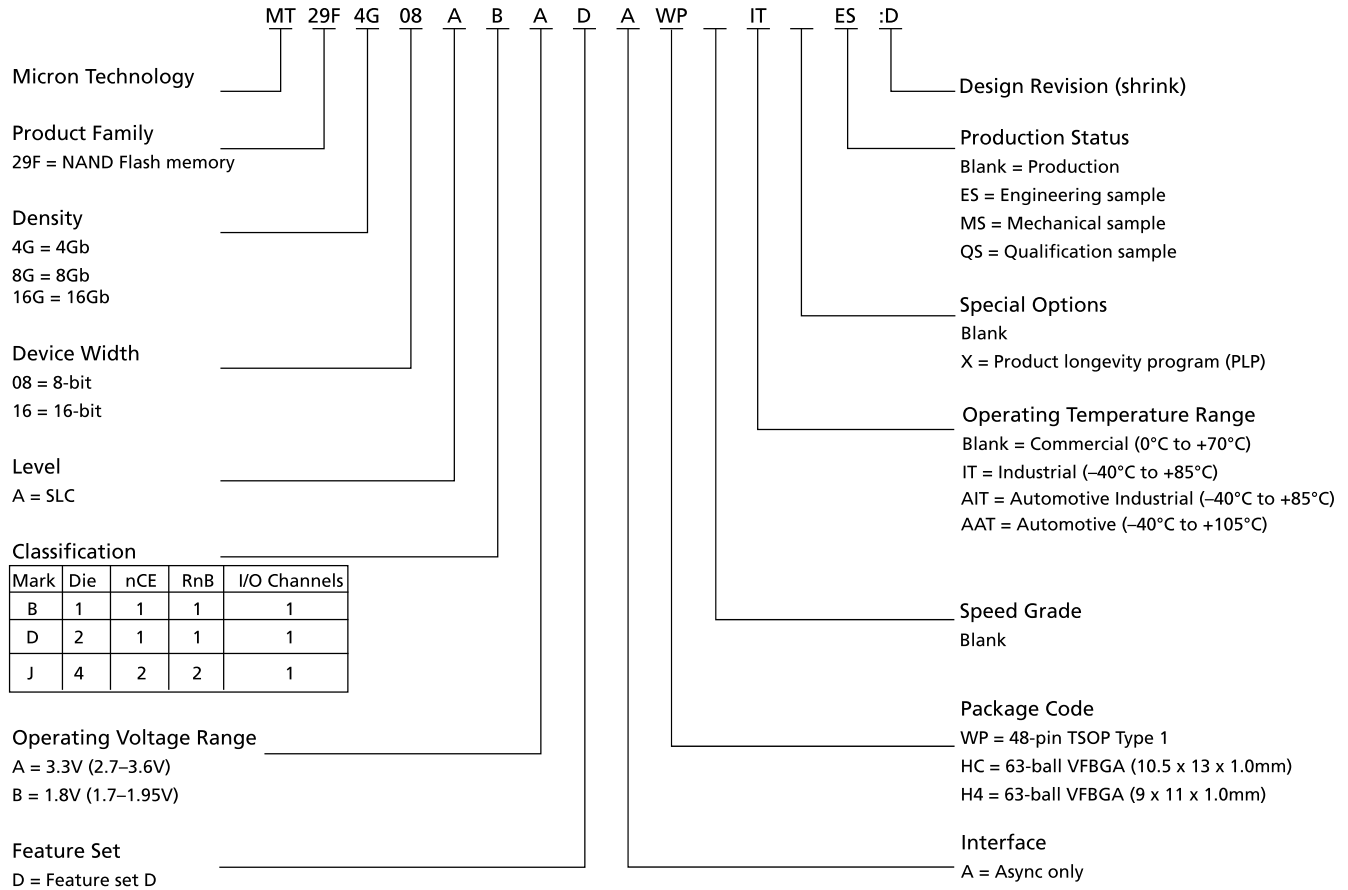 MT 29F 4G 08 A B A D A WP IT ES :D
Micron Technology
Product Family
29F = NAND Flash memory
Density
4G = 4Gb
8G = 8Gb
16G = 16Gb
Device Width
08 = 8-bit
16 = 16-bit
Level
A = SLC
Classification
Mark Die nCE RnB I/O Channels
B 1 1 1 1
D 2 1 1 1
J 4 2 2 1
Operating Voltage Range
A = 3.3V (2.7–3.6V)
B = 1.8V (1.7–1.95V)
Feature Set
D = Feature set D
Design Revision (shrink)
Production Status
Blank = Production
ES = Engineering sample
MS = Mechanical sample
QS = Qualification sample
Special Options
Blank
X = Product longevity program (PLP)
Operating Temperature Range
Blank = Commercial (0°C to +70°C)
IT = Industrial (–40°C to +85°C)
AIT = Automotive Industrial (–40°C to +85°C)
AAT = Automotive (–40°C to +105°C)
Speed Grade
Blank
Package Code
WP = 48-pin TSOP Type 1
HC = 63-ball VFBGA (10.5 x 13 x 1.0mm)
H4 = 63-ball VFBGA (9 x 11 x 1.0mm)
Interface
A = Async only